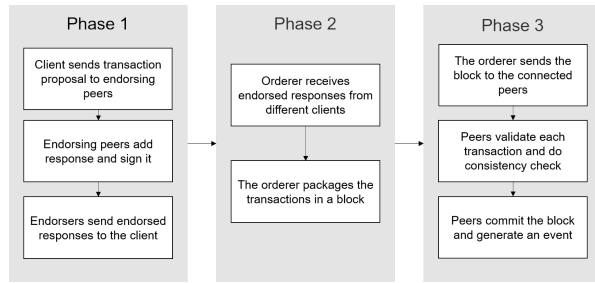 Phase 1
Client sends transaction
proposal to endorsing
peers
Endorsing peers add
response and sign it
Endorsers send endorsed
responses to the client
Phase 2
Orderer receives
endorsed responses from
different clients
The orderer packages the
transactions in a block
Phase 3
The orderer sends the
block to the connected
peers
Peers validate each
transaction and do
consistency check
Peers commit the block
and generate an event